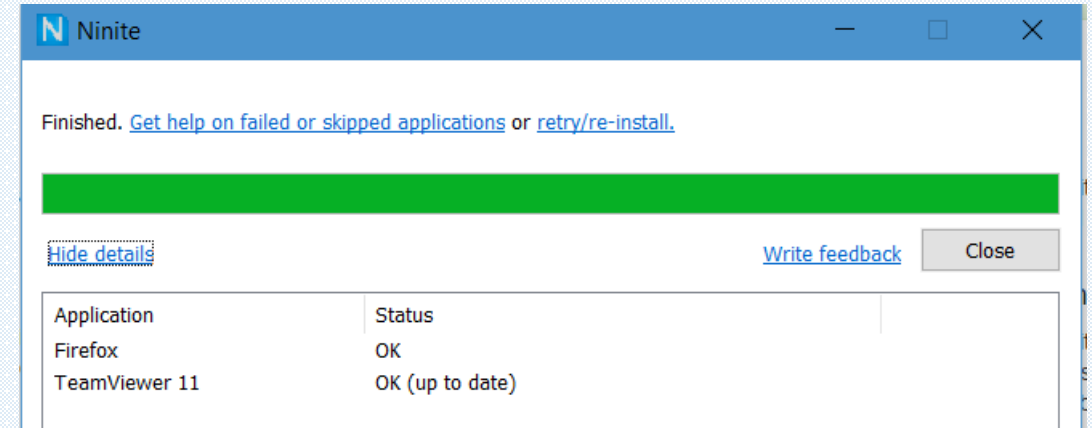 Ninite
Finished. Get help on failed or skipped applications or retry/re-install.
Hide details
Write feedback
Close
Application Status
Firefox OK
TeamViewer 11 OK (up to date)